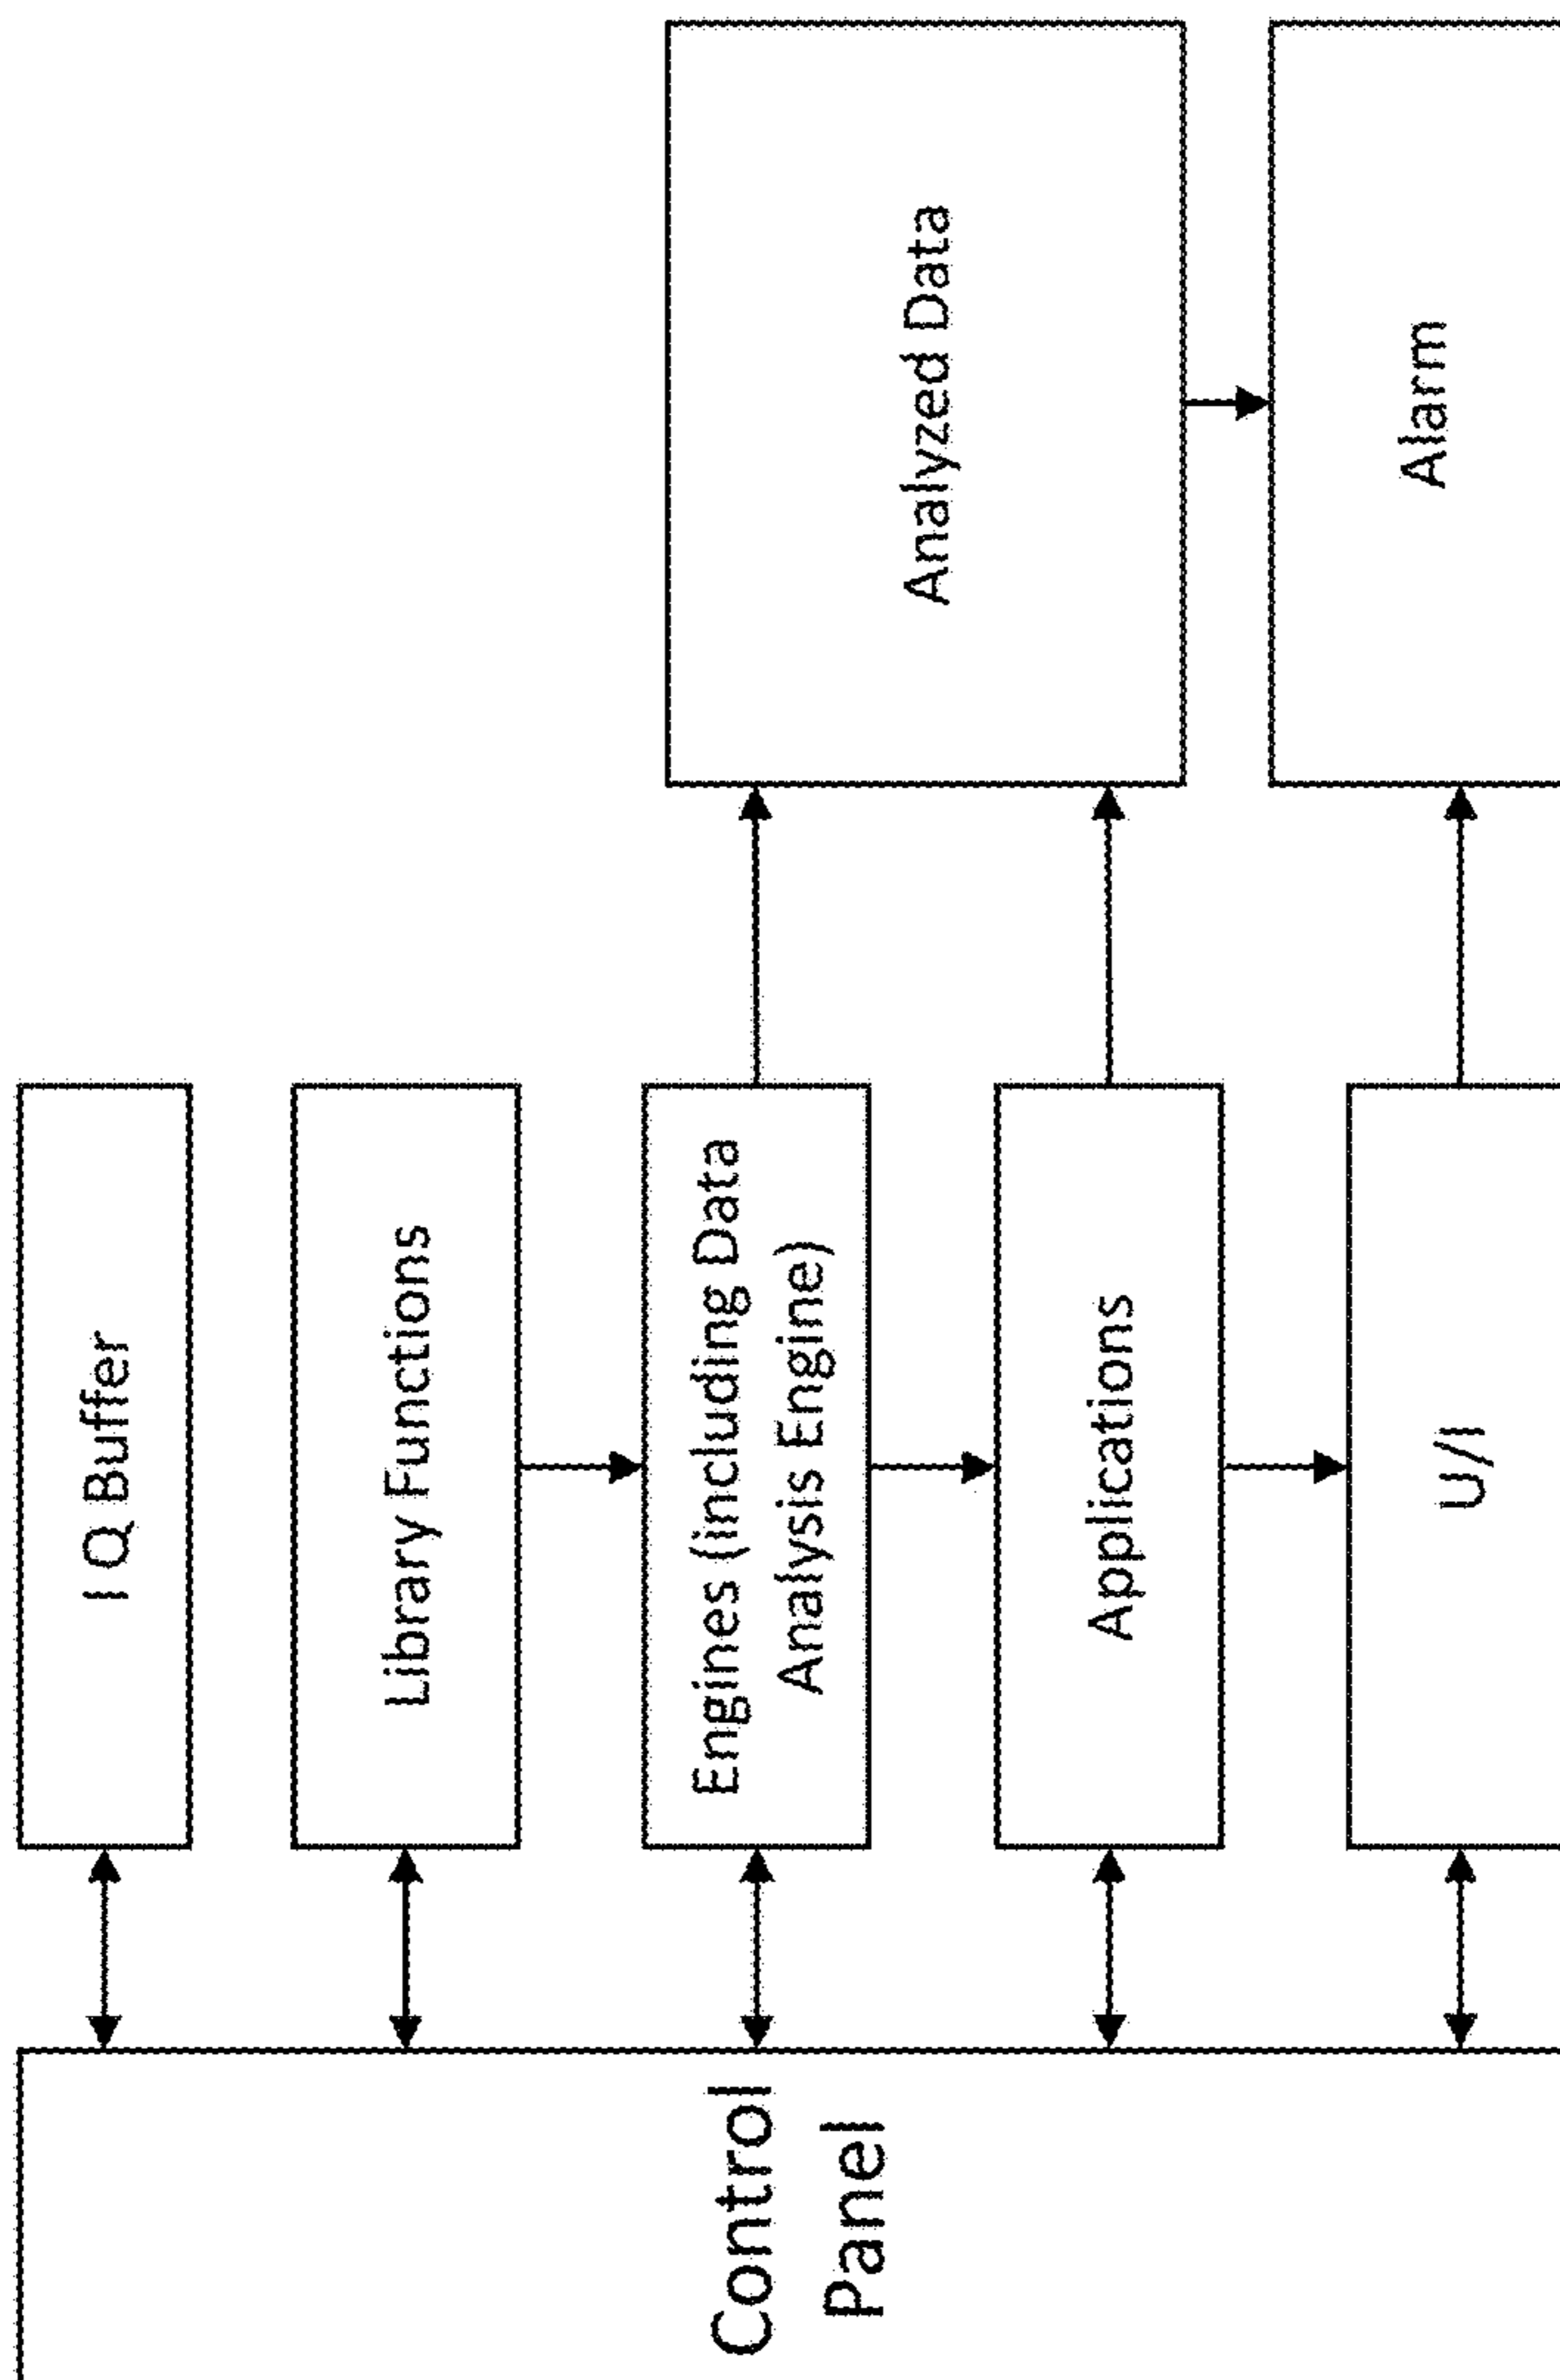 I Q Buffer
Library Functions
Engines (including Data
Analysis Engine)
Applications
U/I
Analyzed Data
Alarm
Control
Panel